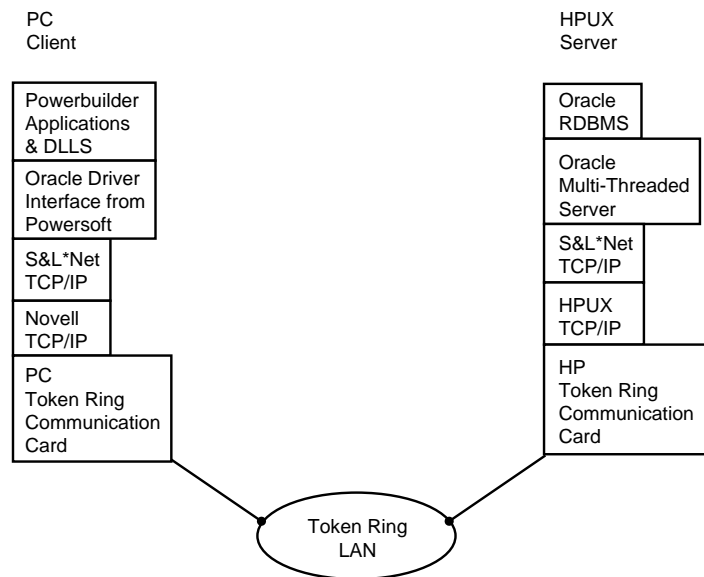 PC
Client
Powerbuilder
Applications
& DLLS
Oracle Driver
Interface from
Powersoft
S&L*Net
TCP/IP
Novell
TCP/IP
PC
Token Ring
Communication
Card
HPUX
Server
Oracle
RDBMS
Oracle
Multi-Threaded
Server
S&L*Net
TCP/IP
HPUX
TCP/IP
HP
Token Ring
Communication
Card
Token Ring
LAN